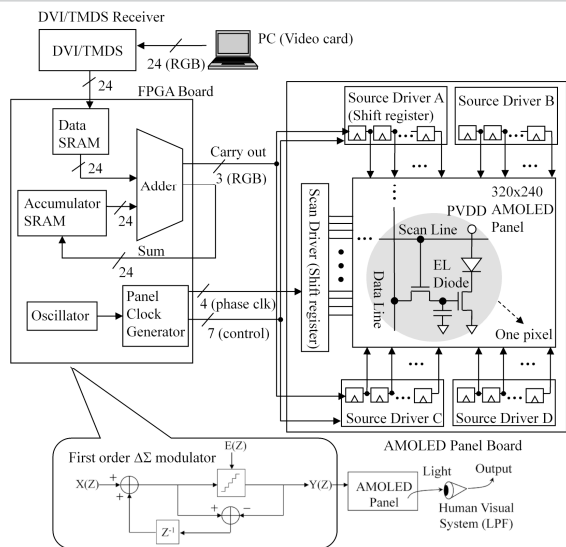 DVI/TMDS Receiver
DVI/TMDS
24 (RGB)
PC (Video card)
24
FPGA Board
Data
SRAM
24
Adder
Accumulator
SRAM
24
Carry out
3 (RGB)
Sum
24
Oscillator
Panel
Clock
Generator
4 (phase clk)
7 (control)
Source Driver A
(Shift register)
Source Driver B
Scan Driver (Shift register)
320x240
AMOLED
Panel
PVDD
Scan Line
EL
Diode
Data Line
One pixel
Source Driver C
Source Driver D
AMOLED Panel Board
First order ΔΣ modulator
E(Z)
X(Z)
+
+
+
−
Y(Z)
Z-1
AMOLED
Panel
Light
Output
Human Visual
System (LPF)